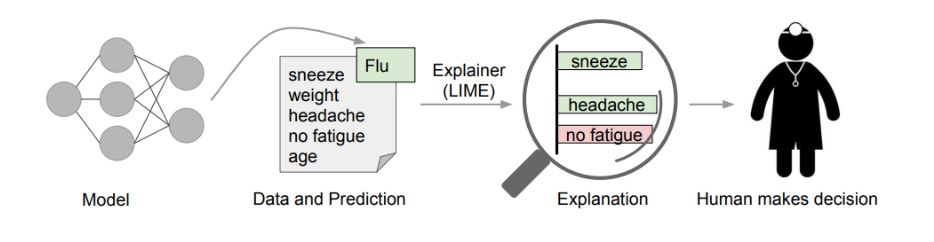 Flu
sneeze
weight
headache
no fatigue
age
Explainer
(LIME)
sneeze
headache
no fatigue
Model
Data and Prediction
Explanation
Human makes decision